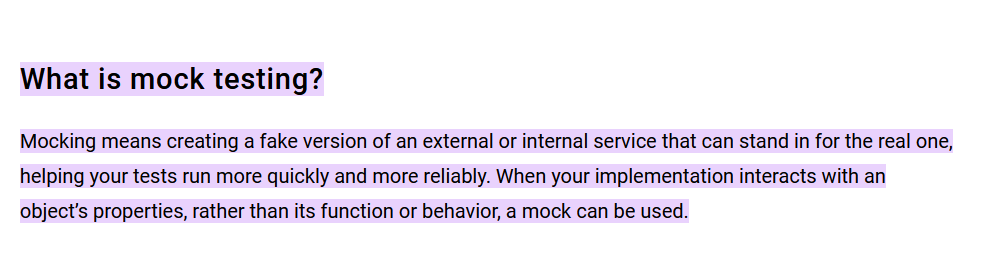 What is mock testing?
Mocking means creating a fake version of an external or internal service that can stand in for the real one,
helping your tests run more quickly and more reliably. When your implementation interacts with an
object’s properties, rather than its function or behavior, a mock can be used.